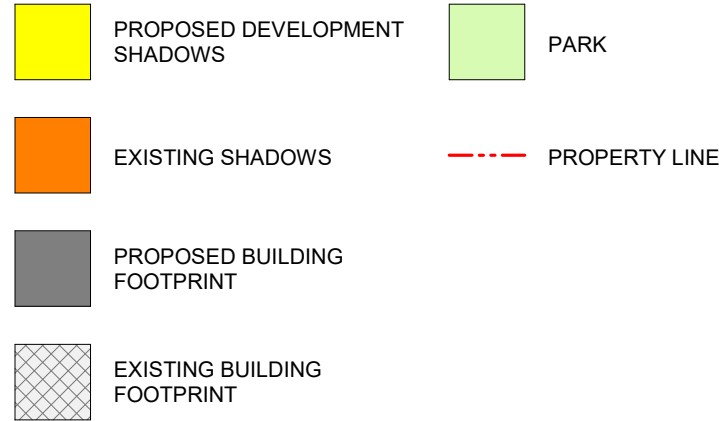 PROPOSED DEVELOPMENT
SHADOWS
EXISTING SHADOWS
PROPOSED BUILDING
FOOTPRINT
EXISTING BUILDING
FOOTPRINT
PARK
PROPERTY LINE